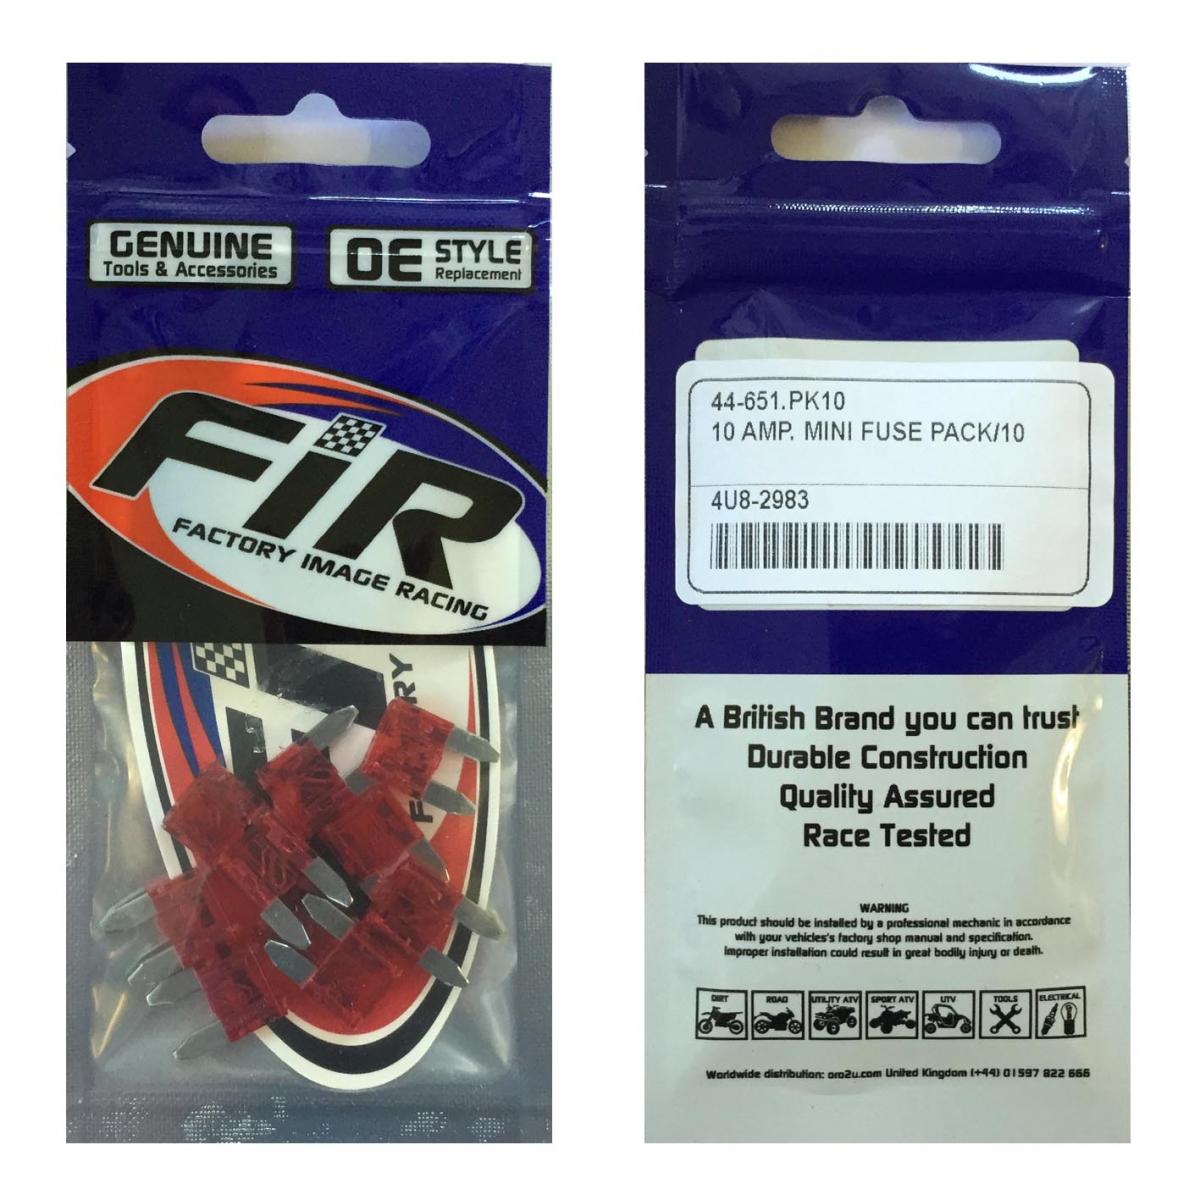 GENUINE
Tools & Accessories
OE STYLE
Replacement
FiR
FACTORY IMAGE RACING
44-651.PK10
10 AMP. MINI FUSE PACK/10
4U8-2983
A British Brand you can trust
Durable Construction
Quality Assured
Race Tested
WARNING
This product should be installed by a professional mechanic in accordance
with your vehicles's factory shop manual and specification.
Improper installation could result in great bodily injury or death.
DIRT ROAD UTILITY ATV SPORT ATV UTV TOOLS ELECTRICAL
Worldwide distribution: oro2u.com United Kingdom (+44) 01597 822 666